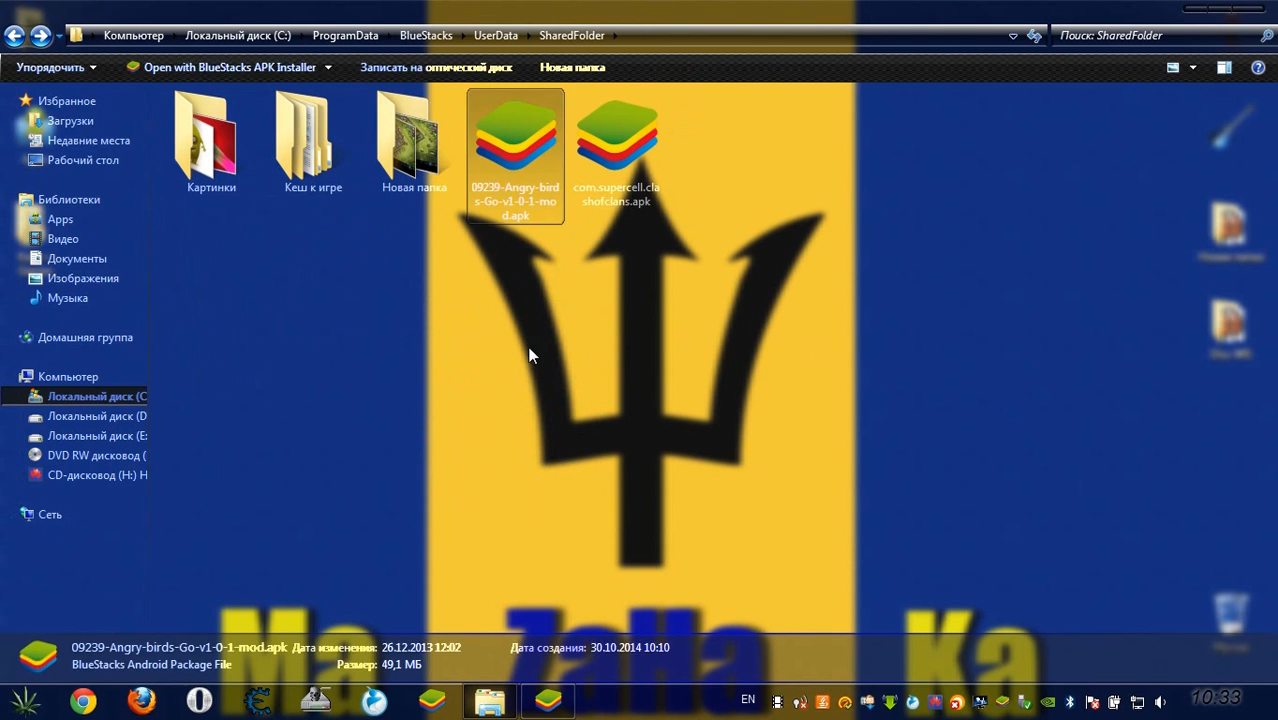 Компьютер Локальный диск (C:) ProgramData BlueStacks UserData SharedFolder
Поиск: SharedFolder
Упорядочить Open with BlueStacks APK Installer Записать на оптический диск Новая папка
Избранное
Загрузки
Недавние места
Рабочий стол
Библиотеки
Apps
Видео
Документы
Изображения
Музыка
Домашняя группа
Компьютер
Локальный диск (C
Локальный диск (D
Локальный диск (E:
DVD RW дисковод (
CD-дисковод (H:) H
Сеть
Картинки
Кеш к игре
Новая папка
09239-Angry-bird
s-Go-v1-0-1-mo
d.apk
com.supercell.cla
shofclans.apk
Ma ZaHa Ka
09239-Angry-birds-Go-v1-0-1-mod.apk Дата изменения: 26.12.2013 12:02 Дата создания: 30.10.2014 10:10
BlueStacks Android Package File Размер: 49,1 МБ
EN
10:33